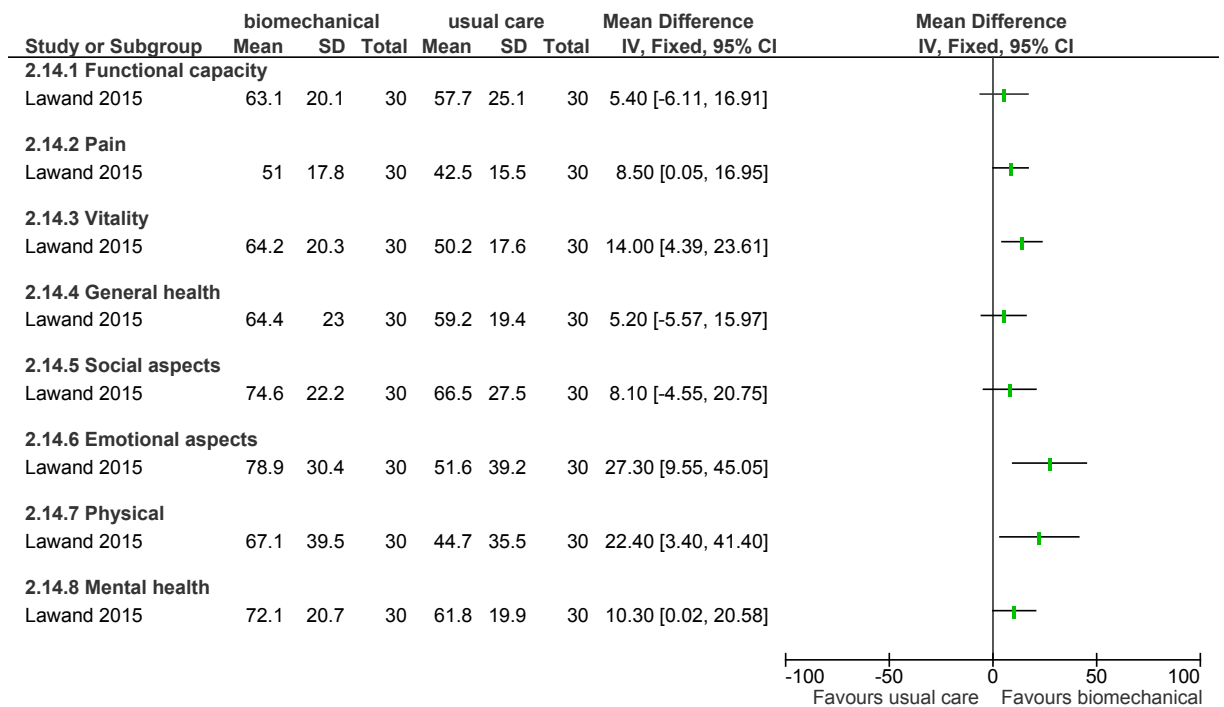 biomechanical usual care Mean Difference Mean Difference
Study or Subgroup Mean SD Total Mean SD Total IV, Fixed, 95% CI IV, Fixed, 95% CI
2.14.1 Functional capacity
Lawand 2015 63.1 20.1 30 57.7 25.1 30 5.40 [-6.11, 16.91]
2.14.2 Pain
Lawand 2015 51 17.8 30 42.5 15.5 30 8.50 [0.05, 16.95]
2.14.3 Vitality
Lawand 2015 64.2 20.3 30 50.2 17.6 30 14.00 [4.39, 23.61]
2.14.4 General health
Lawand 2015 64.4 23 30 59.2 19.4 30 5.20 [-5.57, 15.97]
2.14.5 Social aspects
Lawand 2015 74.6 22.2 30 66.5 27.5 30 8.10 [-4.55, 20.75]
2.14.6 Emotional aspects
Lawand 2015 78.9 30.4 30 51.6 39.2 30 27.30 [9.55, 45.05]
2.14.7 Physical
Lawand 2015 67.1 39.5 30 44.7 35.5 30 22.40 [3.40, 41.40]
2.14.8 Mental health
Lawand 2015 72.1 20.7 30 61.8 19.9 30 10.30 [0.02, 20.58]
-100 -50 0 50 100
Favours usual care Favours biomechanical